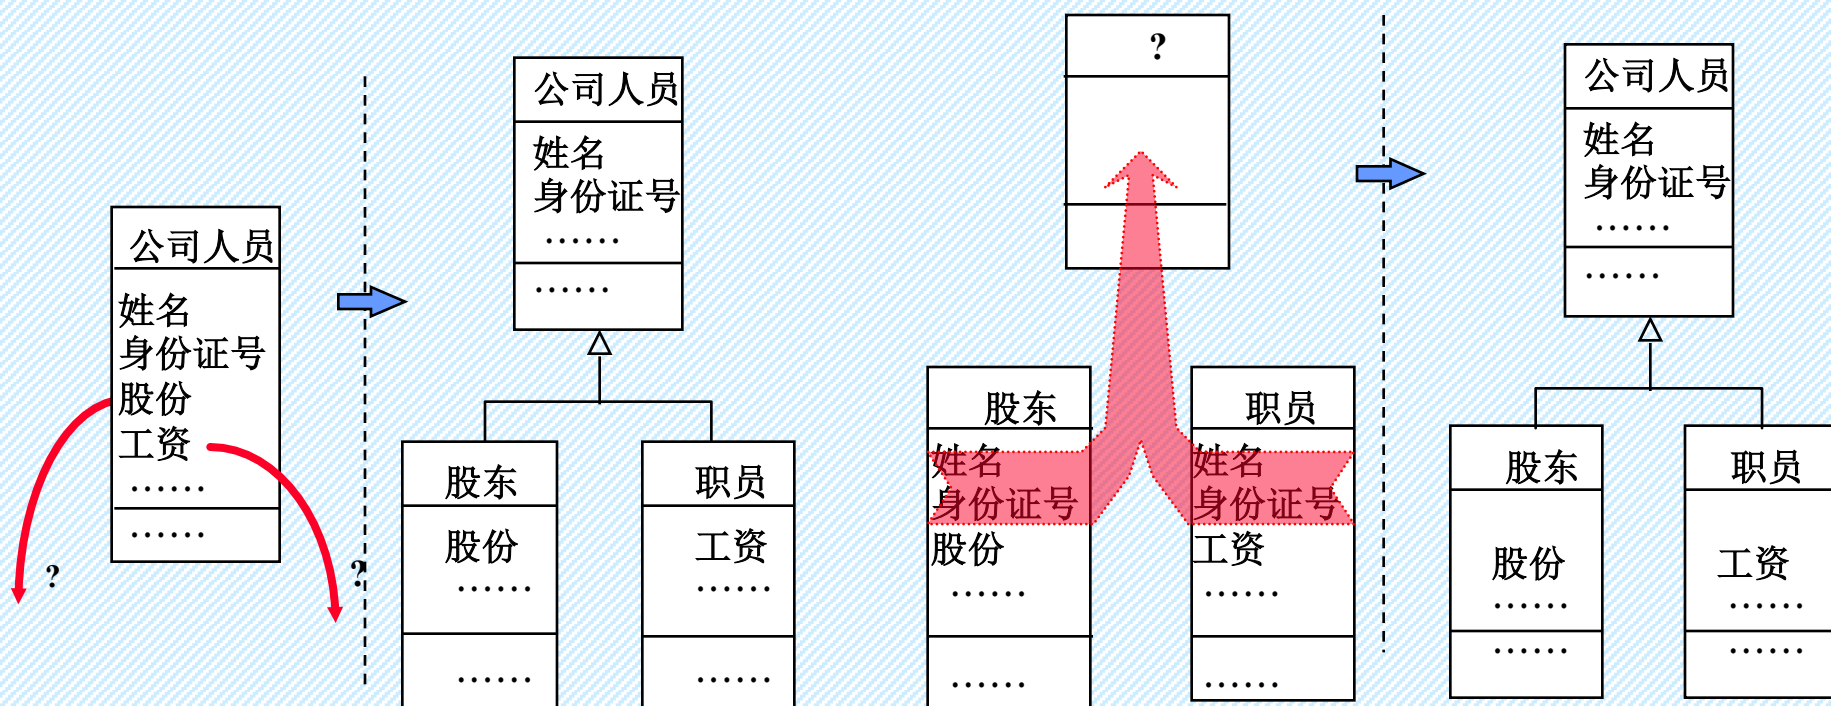 公司人员
姓名
身份证号
股份
工资
……
……
?
?
公司人员
姓名
身份证号
……
……
股东
股份
……
……
职员
工资
……
……
?
股东
姓名
身份证号
股份
……
……
职员
姓名
身份证号
工资
……
……
公司人员
姓名
身份证号
……
……
股东
股份
……
……
职员
工资
……
……